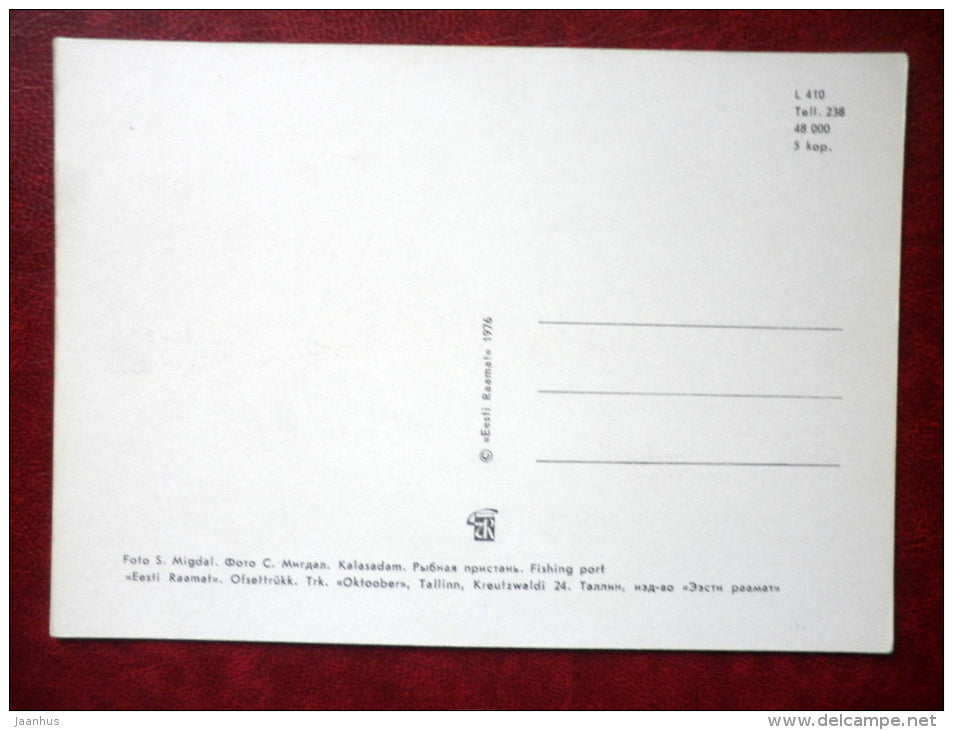 L 410
Tell. 238
48 000
5 kop.
© «Eesti Raamat» 1976
Foto S. Migdal. Фото С. Мигдал. Kalasadam. Рыбная пристань. Fishing port
«Eesti Raamat». Ofsettrükk. Trk. «Oktoober», Tallinn, Kreutzwaldi 24. Таллин, изд-во «Ээсти раамат»
Jaanhus
www.delcampe.net